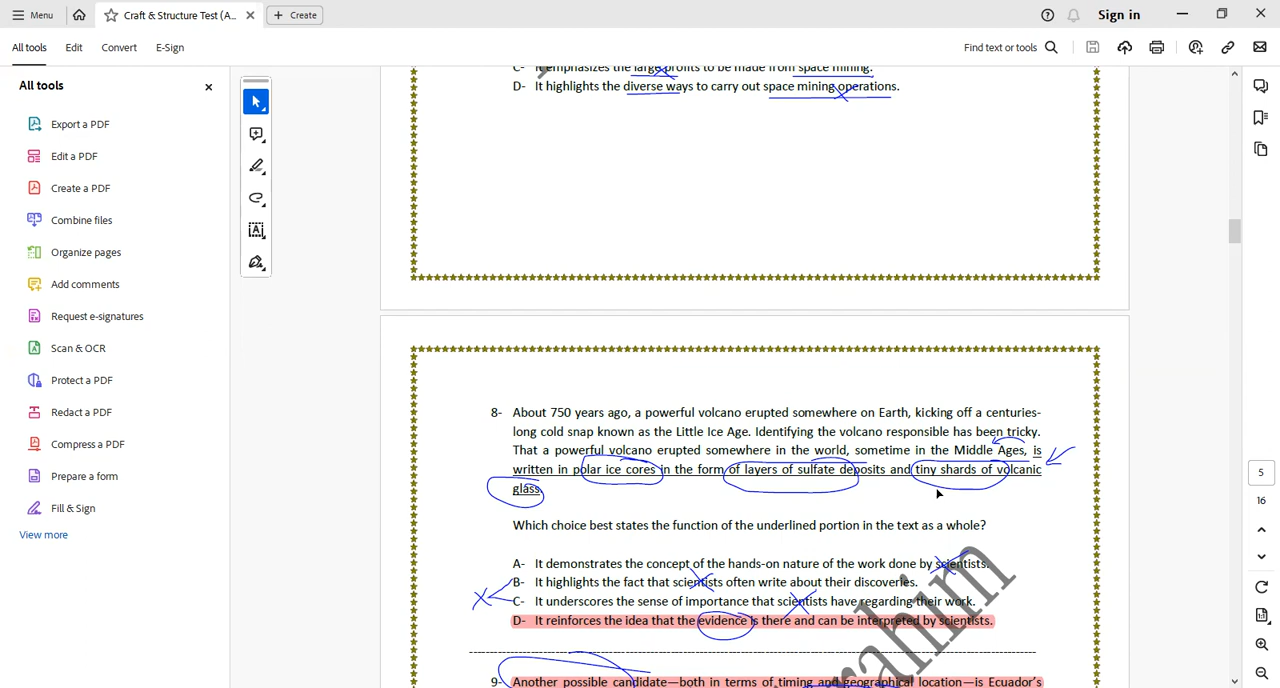 Menu
Craft & Structure Test (A...
Create
Sign in
All tools
Edit
Convert
E-Sign
Find text or tools
All tools
Export a PDF
Edit a PDF
Create a PDF
Combine files
Organize pages
Add comments
Request e-signatures
Scan & OCR
Protect a PDF
Redact a PDF
Compress a PDF
Prepare a form
Fill & Sign
View more
C- It emphasizes the large profits to be made from space mining.
D- It highlights the diverse ways to carry out space mining operations.
8- About 750 years ago, a powerful volcano erupted somewhere on Earth, kicking off a centuries-
long cold snap known as the Little Ice Age. Identifying the volcano responsible has been tricky.
That a powerful volcano erupted somewhere in the world, sometime in the Middle Ages, is
written in polar ice cores in the form of layers of sulfate deposits and tiny shards of volcanic
glass.
Which choice best states the function of the underlined portion in the text as a whole?
A- It demonstrates the concept of the hands-on nature of the work done by scientists.
B- It highlights the fact that scientists often write about their discoveries.
C- It underscores the sense of importance that scientists have regarding their work.
D- It reinforces the idea that the evidence is there and can be interpreted by scientists.
9- Another possible candidate—both in terms of timing and geographical location—is Ecuador's
5
16